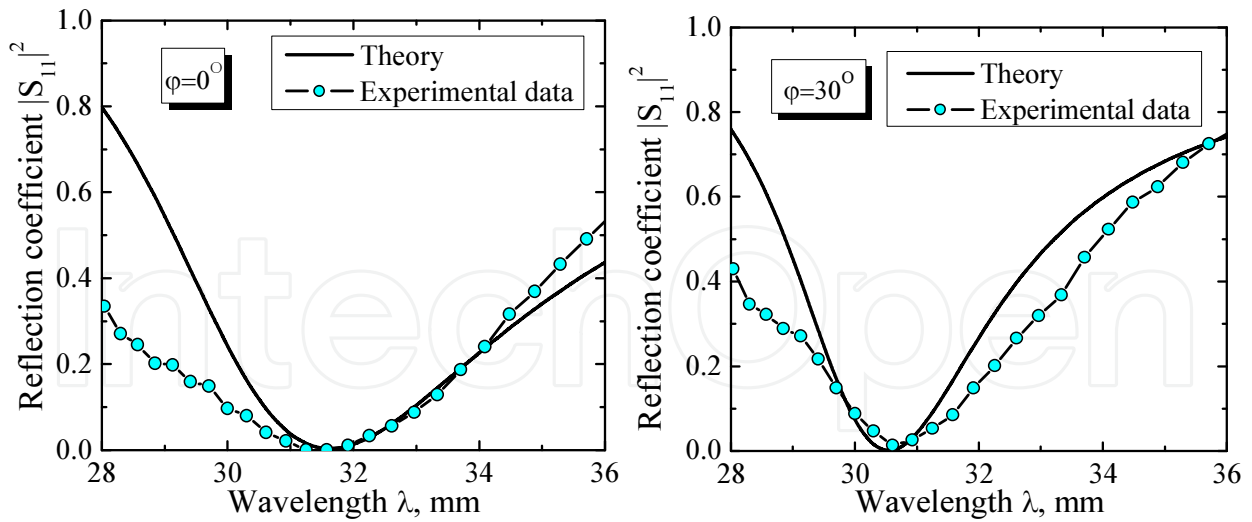 Reflection coefficient |S₁₁|²
1.0
0.8
0.6
0.4
0.2
0.0
φ=0°
Theory
Experimental data
28 30 32 34 36
Wavelength λ, mm
Reflection coefficient |S₁₁|²
1.0
0.8
0.6
0.4
0.2
0.0
φ=30°
Theory
Experimental data
28 30 32 34 36
Wavelength λ, mm
IntechOpen